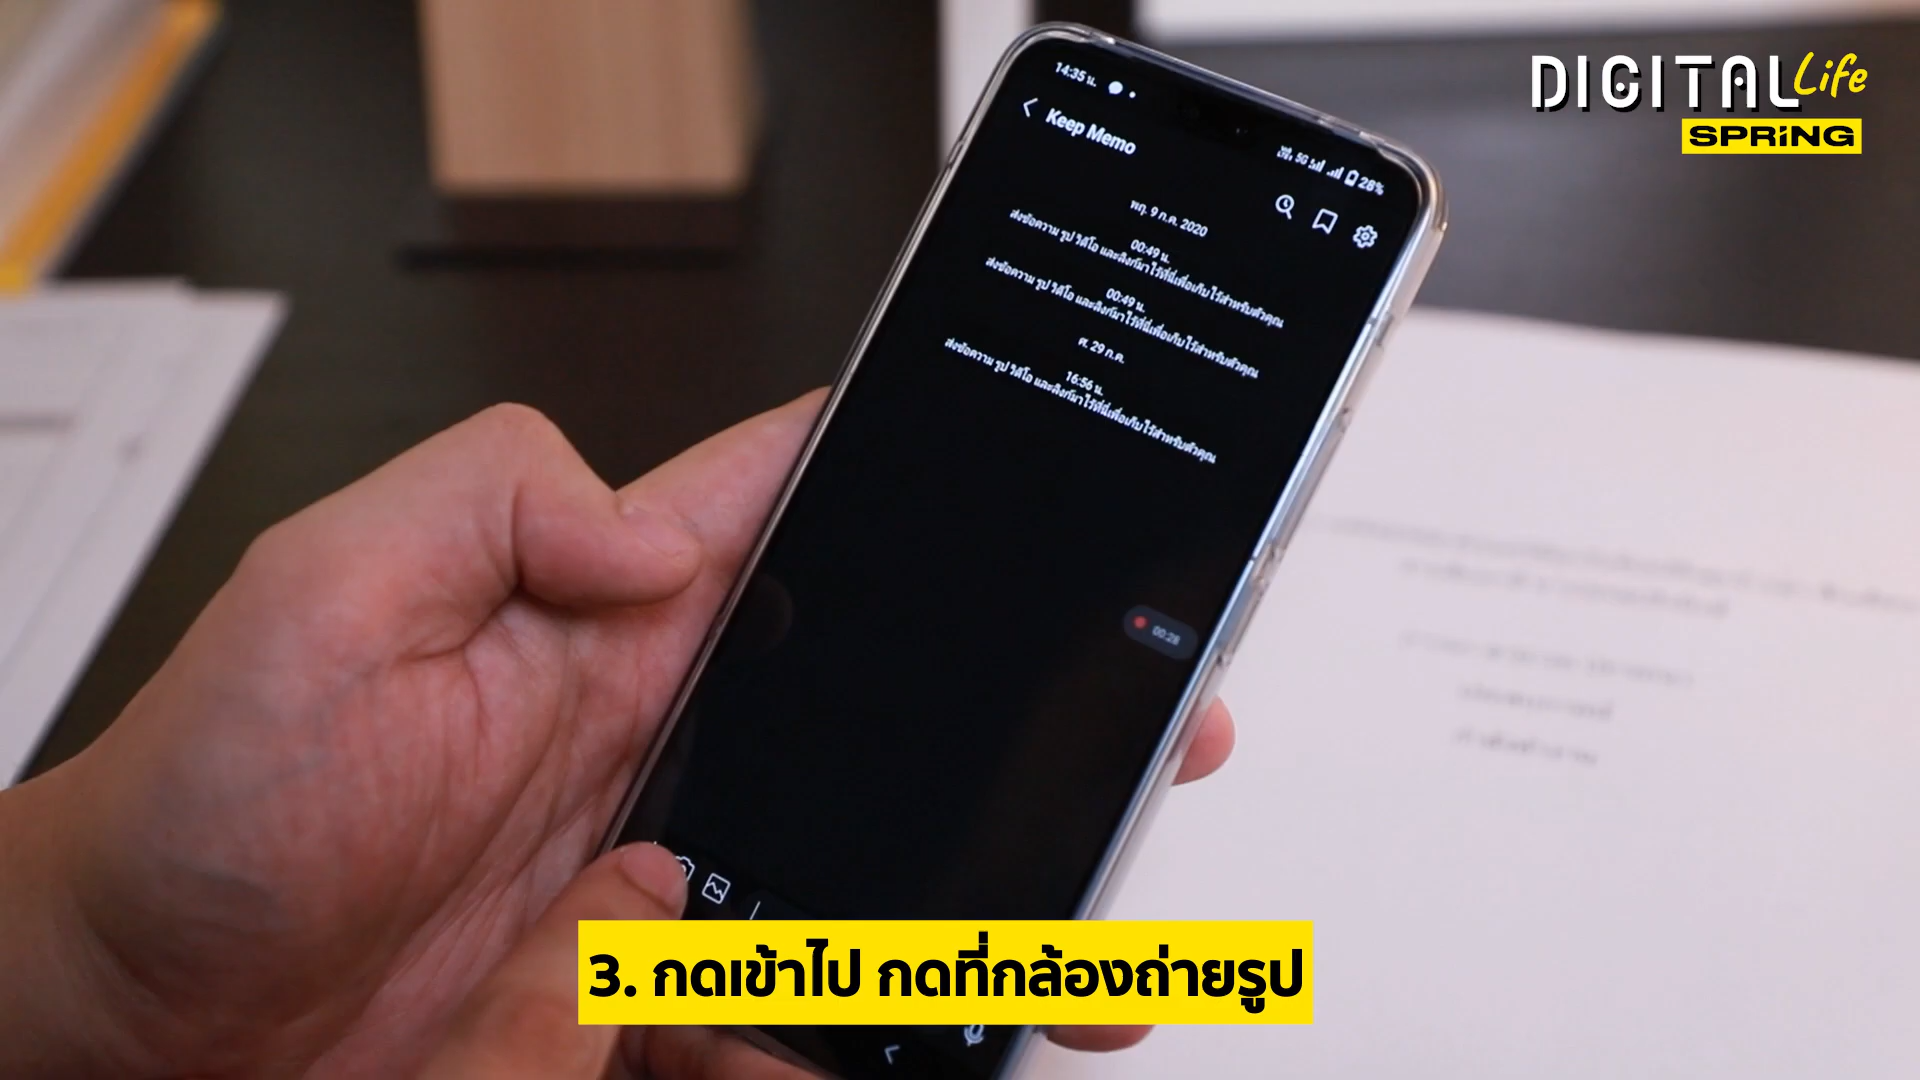 DIGITAL Life
SPRiNG
14:35 น.
5G 28%
Keep Memo
พฤ. 9 ก.ค. 2020
00:49 น.
ส่งข้อความ รูป วิดีโอ และลิงก์มาไว้ที่นี่เพื่อเก็บไว้สำหรับตัวคุณ
00:49 น.
ส่งข้อความ รูป วิดีโอ และลิงก์มาไว้ที่นี่เพื่อเก็บไว้สำหรับตัวคุณ
ศ. 29 ก.ค.
16:56 น.
ส่งข้อความ รูป วิดีโอ และลิงก์มาไว้ที่นี่เพื่อเก็บไว้สำหรับตัวคุณ
00:28
3. กดเข้าไป กดที่กล้องถ่ายรูป